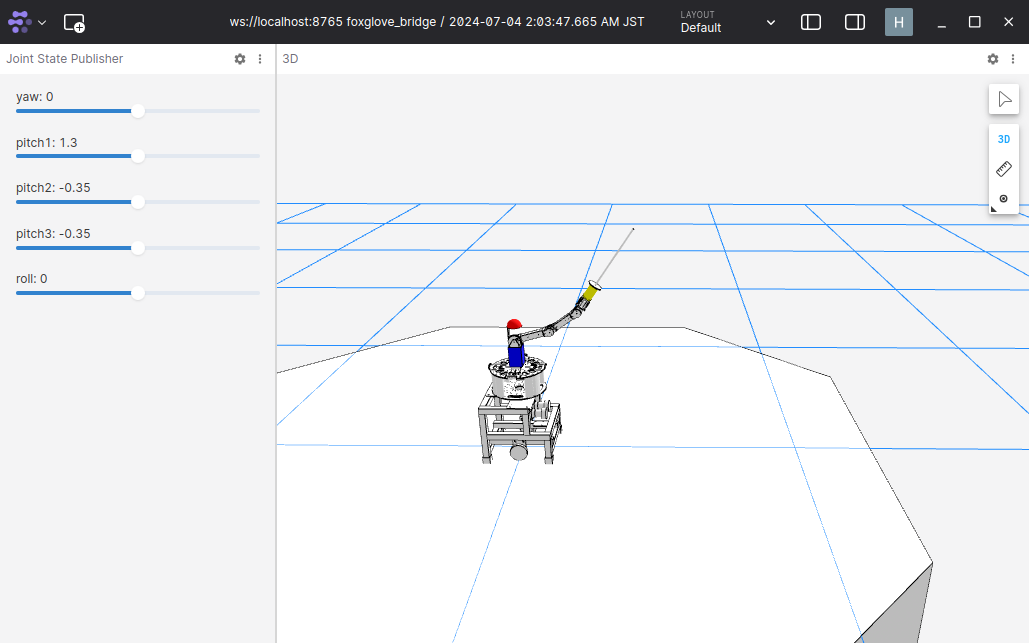 ws://localhost:8765 foxglove_bridge / 2024-07-04 2:03:47.665 AM JST
LAYOUT
Default
H
Joint State Publisher
3D
yaw: 0
pitch1: 1.3
pitch2: -0.35
pitch3: -0.35
roll: 0
3D